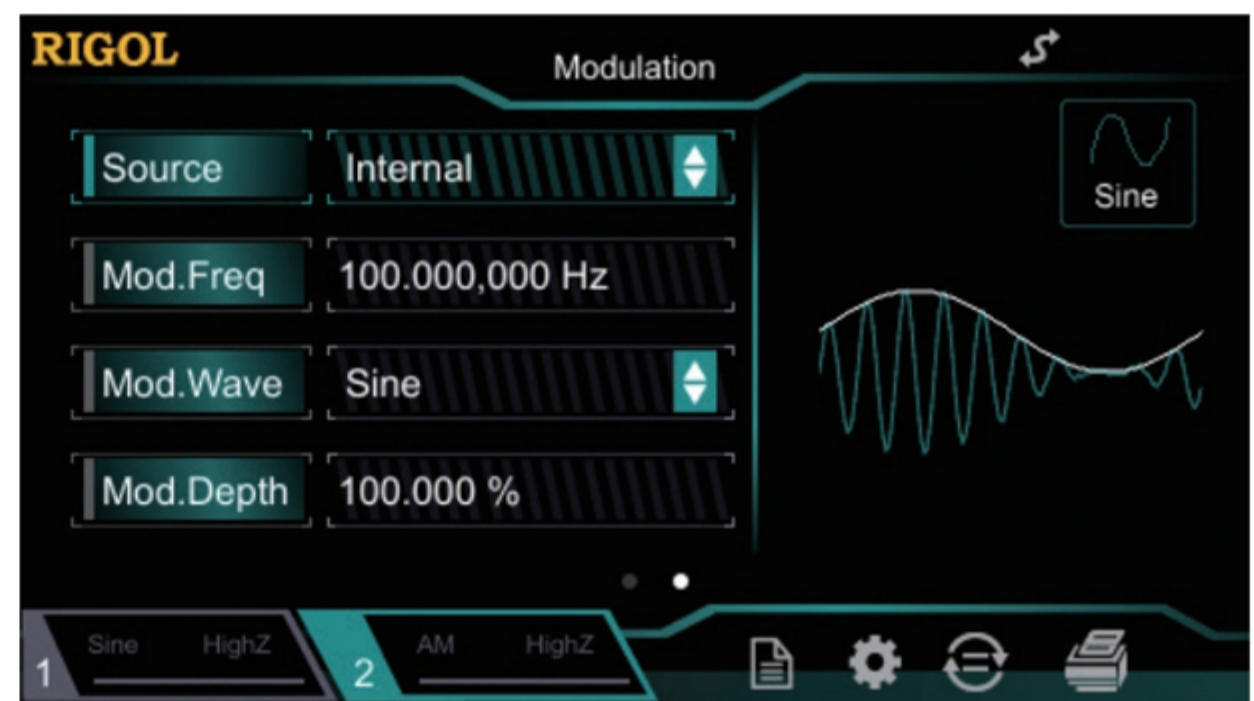 RIGOL
Modulation
Source Internal
Sine
Mod.Freq 100.000,000 Hz
Mod.Wave Sine
Mod.Depth 100.000 %
1 Sine HighZ 2 AM HighZ